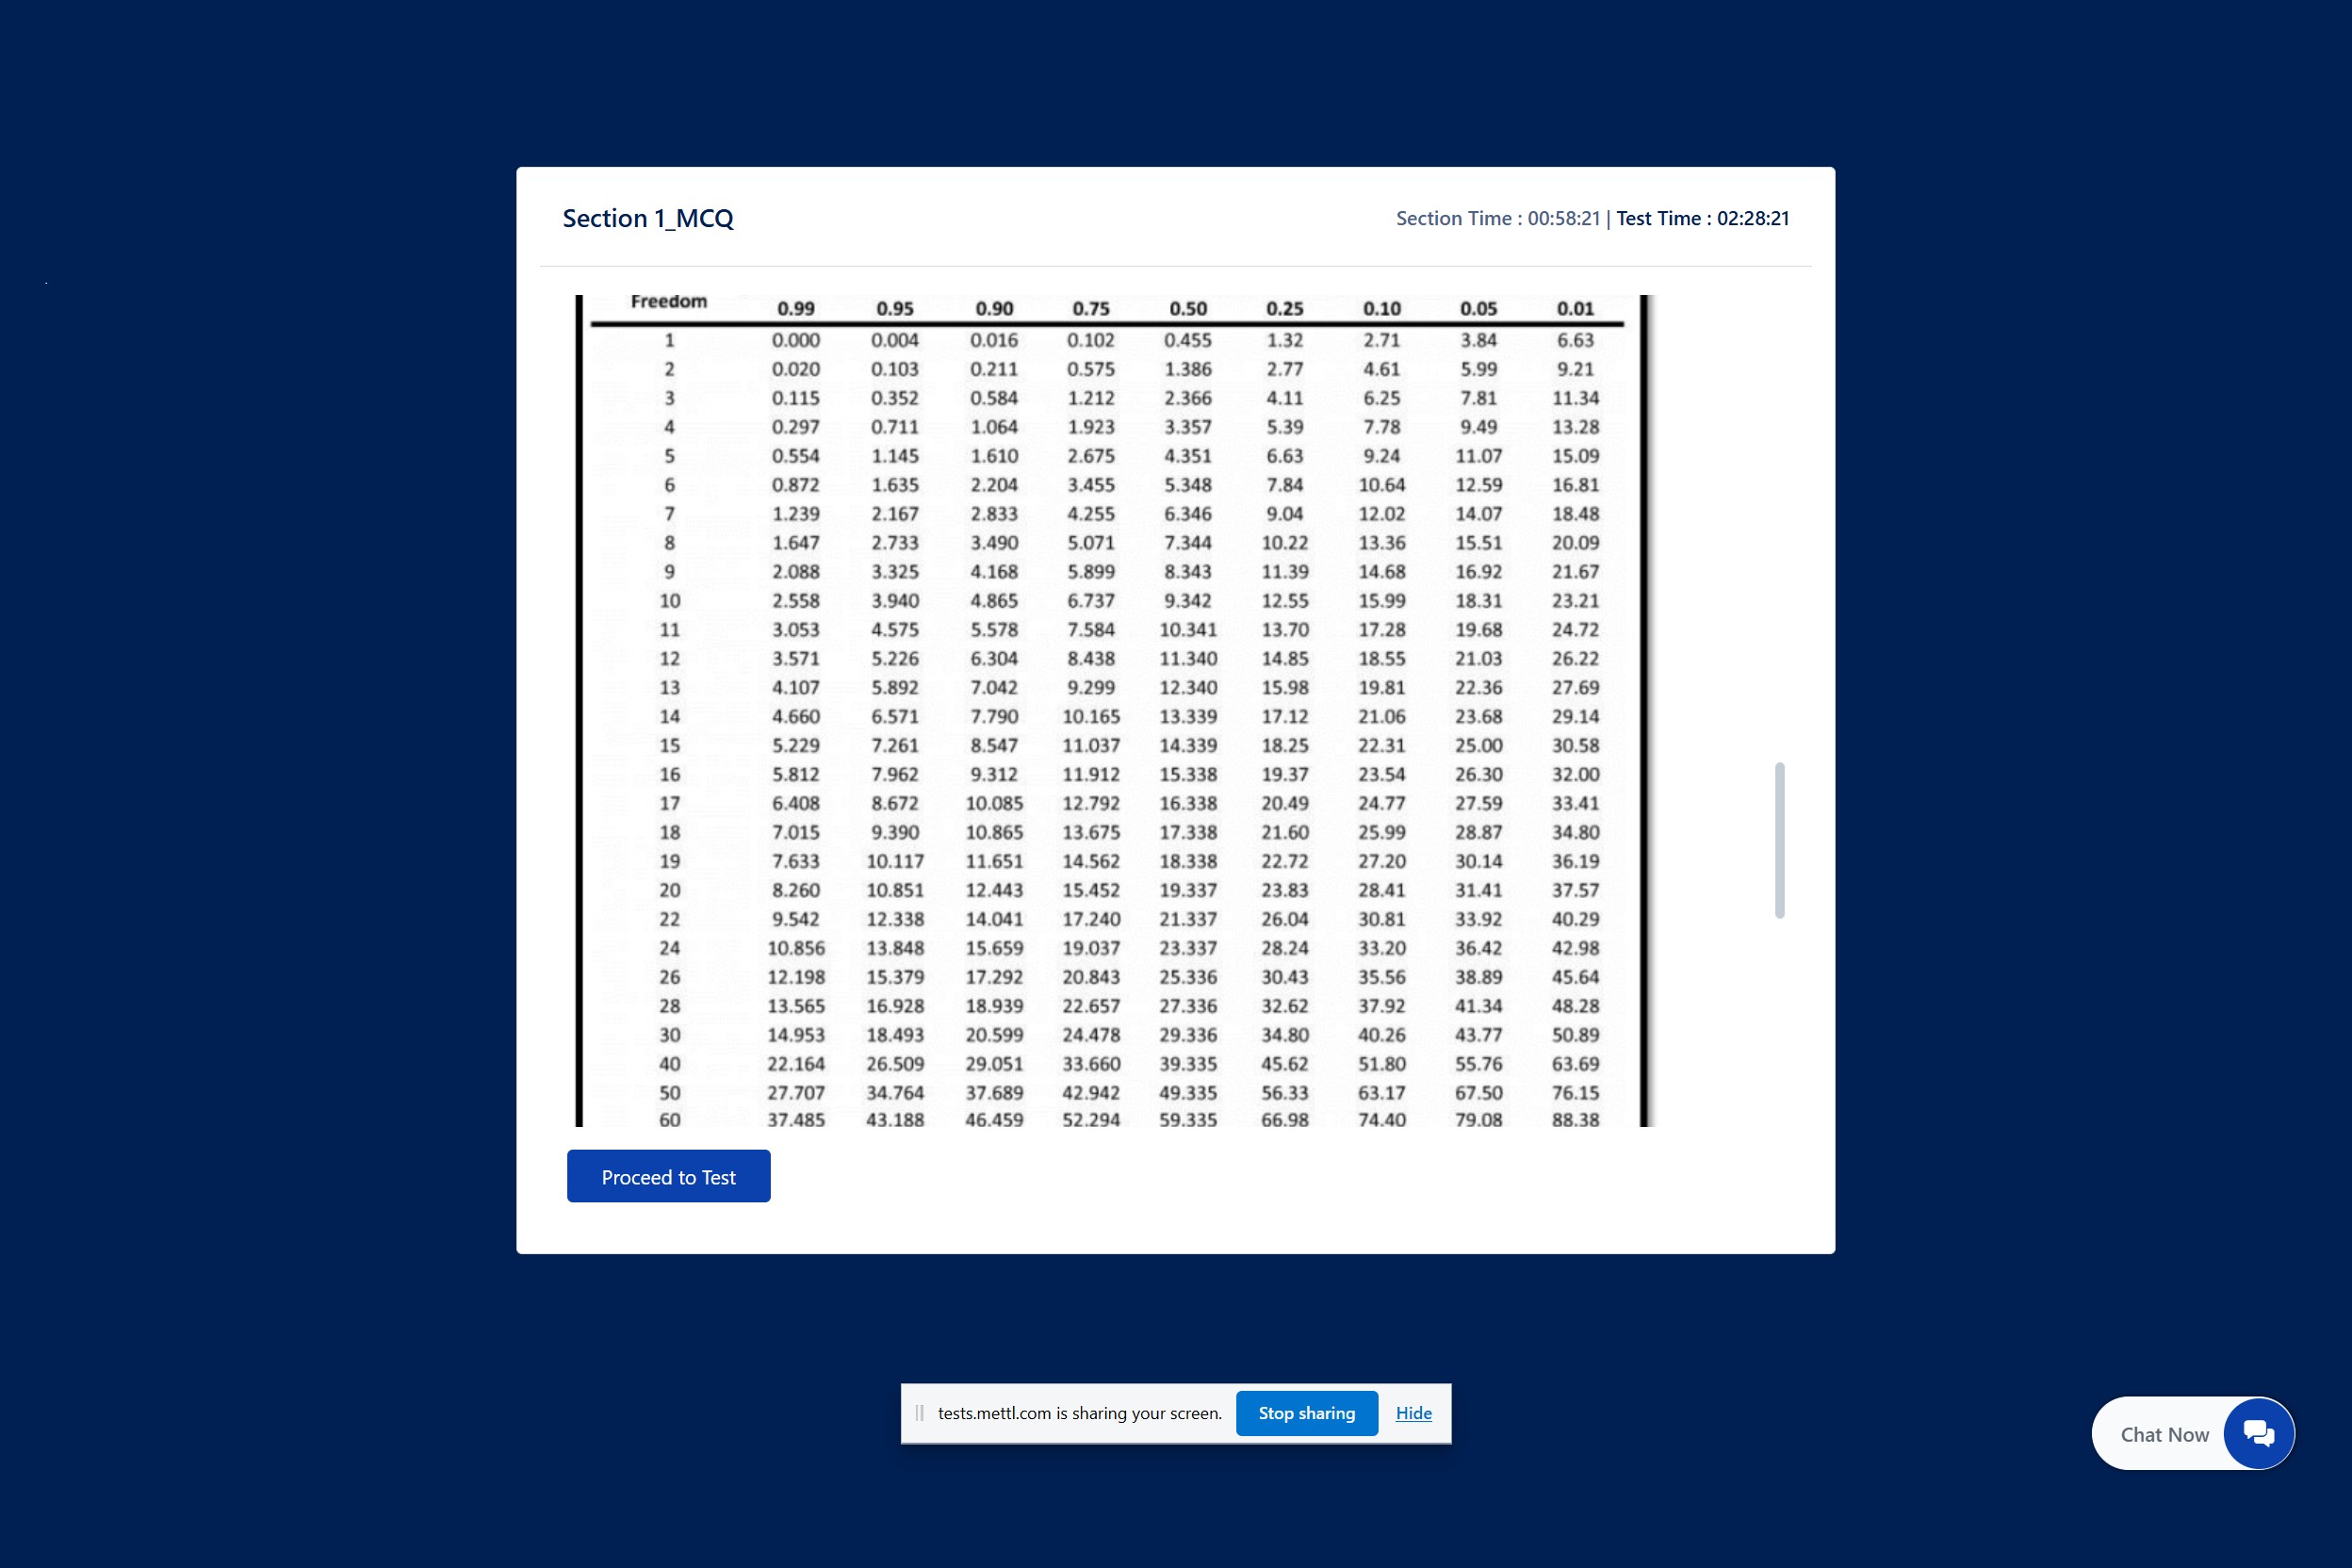 Section 1_MCQ
Section Time : 00:58:21 | Test Time : 02:28:21
Freedom 0.99 0.95 0.90 0.75 0.50 0.25 0.10 0.05 0.01
1 0.000 0.004 0.016 0.102 0.455 1.32 2.71 3.84 6.63
2 0.020 0.103 0.211 0.575 1.386 2.77 4.61 5.99 9.21
3 0.115 0.352 0.584 1.212 2.366 4.11 6.25 7.81 11.34
4 0.297 0.711 1.064 1.923 3.357 5.39 7.78 9.49 13.28
5 0.554 1.145 1.610 2.675 4.351 6.63 9.24 11.07 15.09
6 0.872 1.635 2.204 3.455 5.348 7.84 10.64 12.59 16.81
7 1.239 2.167 2.833 4.255 6.346 9.04 12.02 14.07 18.48
8 1.647 2.733 3.490 5.071 7.344 10.22 13.36 15.51 20.09
9 2.088 3.325 4.168 5.899 8.343 11.39 14.68 16.92 21.67
10 2.558 3.940 4.865 6.737 9.342 12.55 15.99 18.31 23.21
11 3.053 4.575 5.578 7.584 10.341 13.70 17.28 19.68 24.72
12 3.571 5.226 6.304 8.438 11.340 14.85 18.55 21.03 26.22
13 4.107 5.892 7.042 9.299 12.340 15.98 19.81 22.36 27.69
14 4.660 6.571 7.790 10.165 13.339 17.12 21.06 23.68 29.14
15 5.229 7.261 8.547 11.037 14.339 18.25 22.31 25.00 30.58
16 5.812 7.962 9.312 11.912 15.338 19.37 23.54 26.30 32.00
17 6.408 8.672 10.085 12.792 16.338 20.49 24.77 27.59 33.41
18 7.015 9.390 10.865 13.675 17.338 21.60 25.99 28.87 34.80
19 7.633 10.117 11.651 14.562 18.338 22.72 27.20 30.14 36.19
20 8.260 10.851 12.443 15.452 19.337 23.83 28.41 31.41 37.57
22 9.542 12.338 14.041 17.240 21.337 26.04 30.81 33.92 40.29
24 10.856 13.848 15.659 19.037 23.337 28.24 33.20 36.42 42.98
26 12.198 15.379 17.292 20.843 25.336 30.43 35.56 38.89 45.64
28 13.565 16.928 18.939 22.657 27.336 32.62 37.92 41.34 48.28
30 14.953 18.493 20.599 24.478 29.336 34.80 40.26 43.77 50.89
40 22.164 26.509 29.051 33.660 39.335 45.62 51.80 55.76 63.69
50 27.707 34.764 37.689 42.942 49.335 56.33 63.17 67.50 76.15
60 37.485 43.188 46.459 52.294 59.335 66.98 74.40 79.08 88.38
Proceed to Test
tests.mettl.com is sharing your screen. Stop sharing Hide
Chat Now